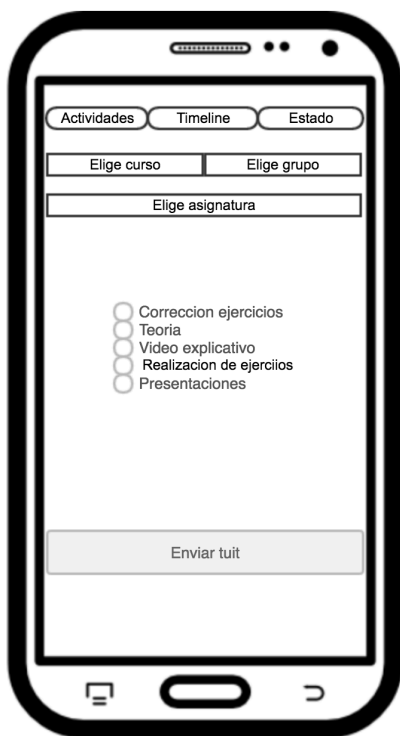 Actividades Timeline Estado
Elige curso Elige grupo
Elige asignatura
Correccion ejercicios
Teoria
Video explicativo
Realizacion de ejerciios
Presentaciones
Enviar tuit